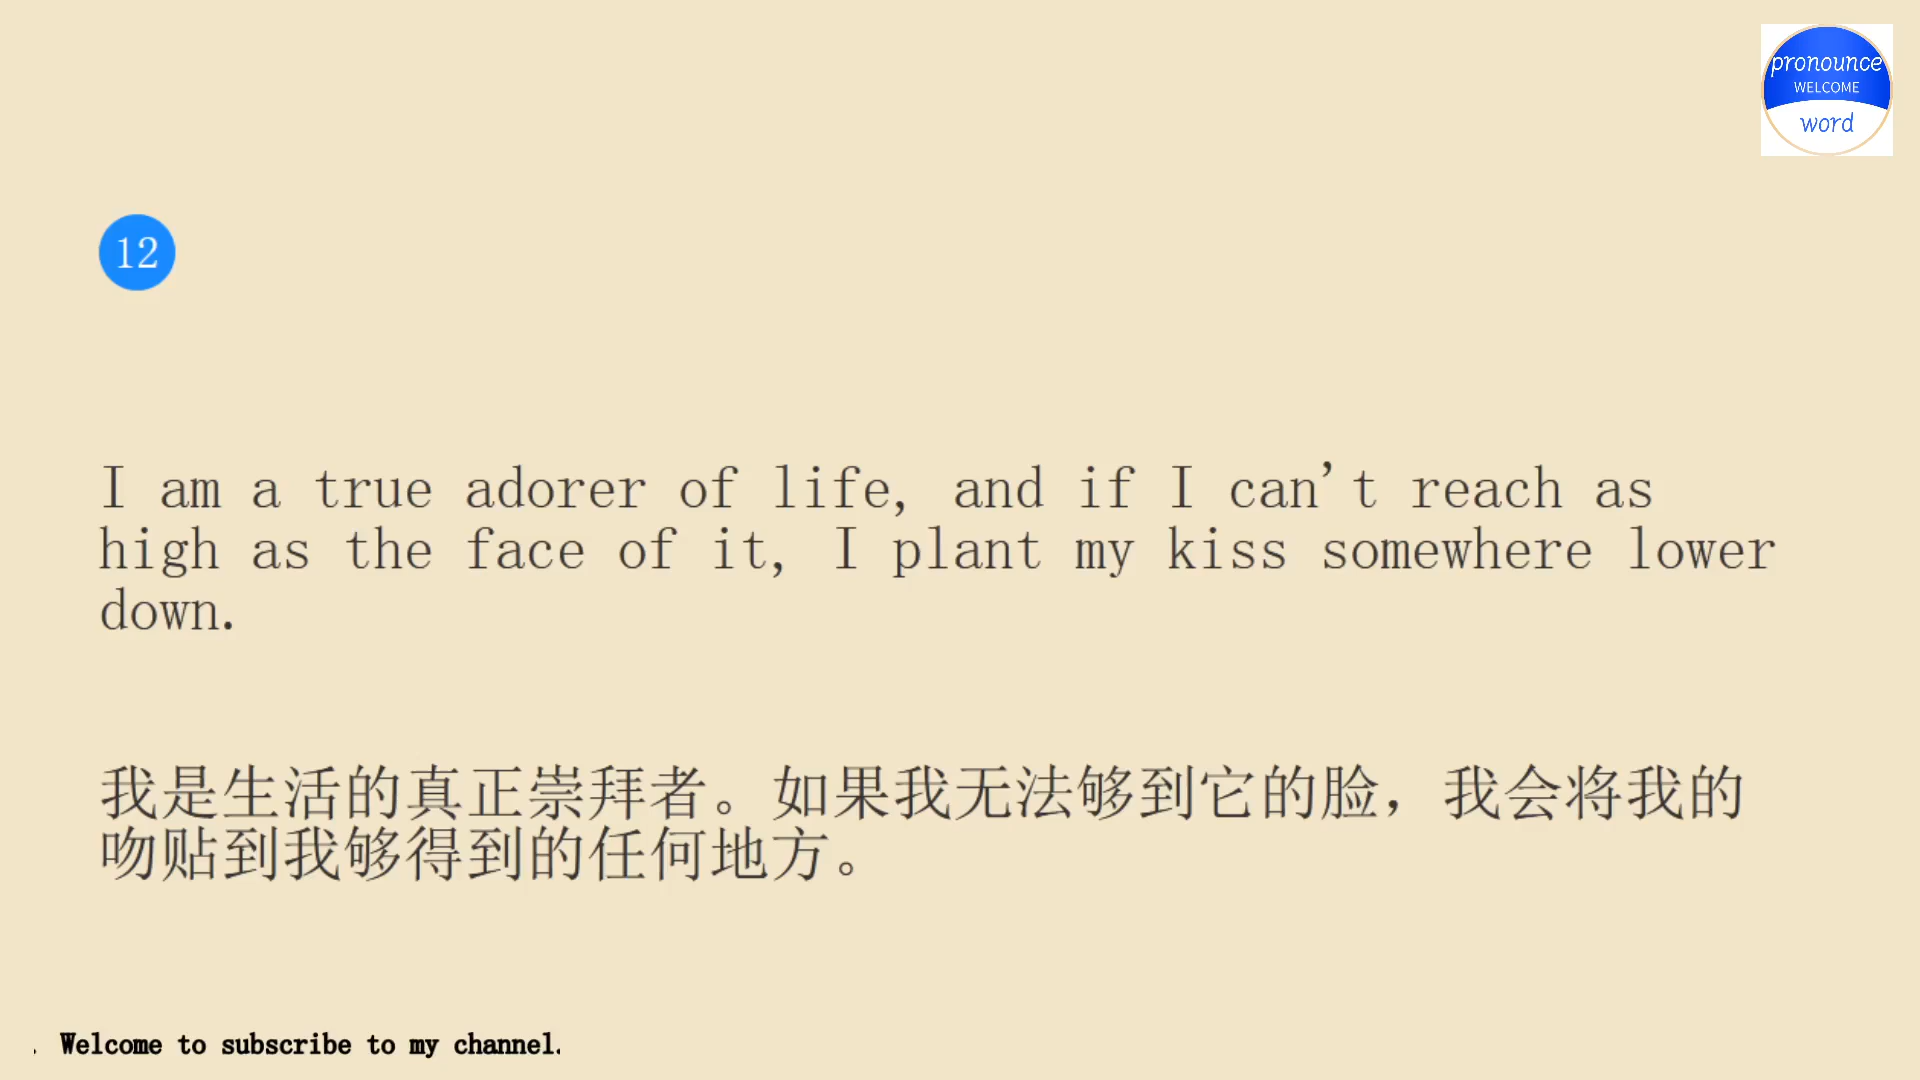 pronounce
WELCOME
word
12
I am a true adorer of life, and if I can't reach as
high as the face of it, I plant my kiss somewhere lower
down.
我是生活的真正崇拜者。如果我无法够到它的脸，我会将我的
吻贴到我够得到的任何地方。
. Welcome to subscribe to my channel.